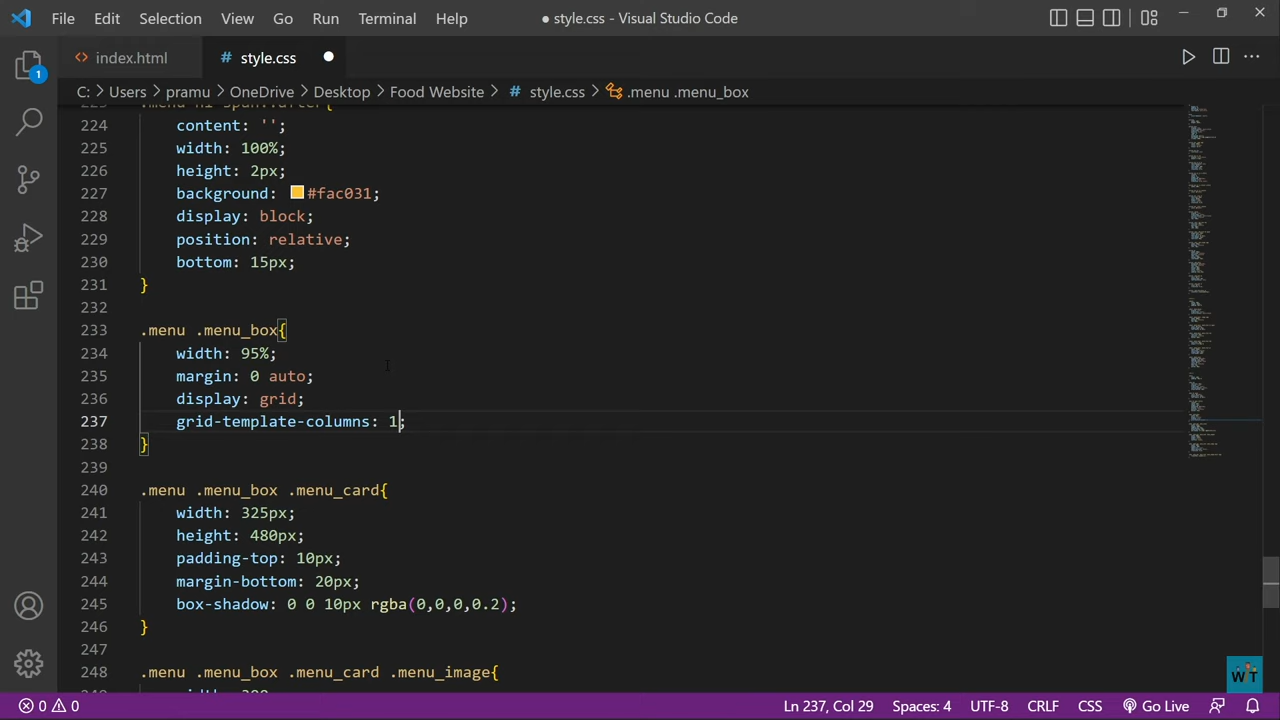 File Edit Selection View Go Run Terminal Help
● style.css - Visual Studio Code
<> index.html
# style.css ●
1
C: > Users > pramu > OneDrive > Desktop > Food Website > # style.css > .menu .menu_box
224 content: '';
225 width: 100%;
226 height: 2px;
227 background: #fac031;
228 display: block;
229 position: relative;
230 bottom: 15px;
231 }
232
233 .menu .menu_box{
234 width: 95%;
235 margin: 0 auto;
236 display: grid;
237 grid-template-columns: 1;
238 }
239
240 .menu .menu_box .menu_card{
241 width: 325px;
242 height: 480px;
243 padding-top: 10px;
244 margin-bottom: 20px;
245 box-shadow: 0 0 10px rgba(0,0,0,0.2);
246 }
247
248 .menu .menu_box .menu_card .menu_image{
WT
0 0 Ln 237, Col 29 Spaces: 4 UTF-8 CRLF CSS Go Live